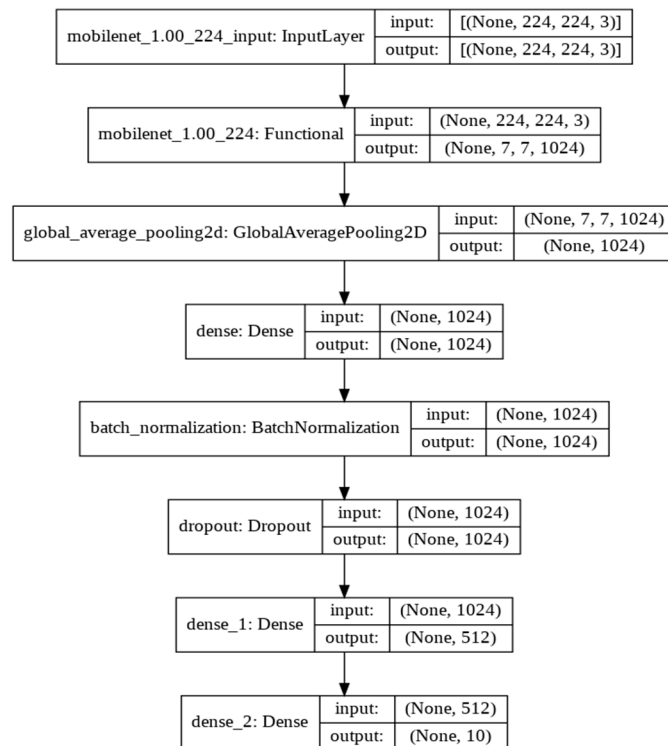 mobilenet_1.00_224_input: InputLayer
input: [(None, 224, 224, 3)]
output: [(None, 224, 224, 3)]
mobilenet_1.00_224: Functional
input: (None, 224, 224, 3)
output: (None, 7, 7, 1024)
global_average_pooling2d: GlobalAveragePooling2D
input: (None, 7, 7, 1024)
output: (None, 1024)
dense: Dense
input: (None, 1024)
output: (None, 1024)
batch_normalization: BatchNormalization
input: (None, 1024)
output: (None, 1024)
dropout: Dropout
input: (None, 1024)
output: (None, 1024)
dense_1: Dense
input: (None, 1024)
output: (None, 512)
dense_2: Dense
input: (None, 512)
output: (None, 10)